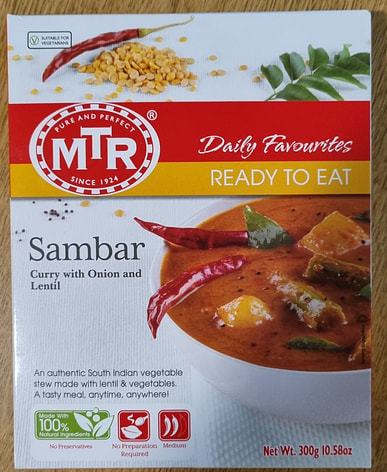 SUITABLE FOR
VEGETARIANS
PURE AND PERFECT
MTR®
SINCE 1924
Daily Favourites
READY TO EAT
Sambar
Curry with Onion and
Lentil
An authentic South Indian vegetable
stew made with lentil & vegetables.
A tasty meal, anytime, anywhere!
Made With
100%
Natural Ingredients
No Preservatives
No Preparation
Required
Medium
Net Wt. 300g 10.58oz